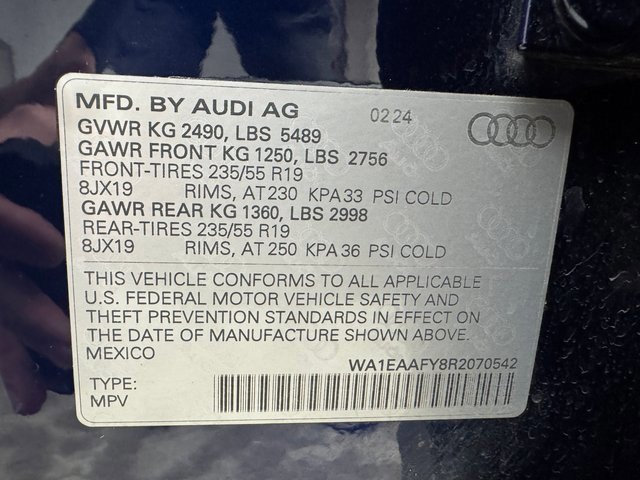 MFD. BY AUDI AG 02 24
GVWR KG 2490, LBS 5489
GAWR FRONT KG 1250, LBS 2756
FRONT-TIRES 235/55 R19
8JX19 RIMS, AT 230 KPA 33 PSI COLD
GAWR REAR KG 1360, LBS 2998
REAR-TIRES 235/55 R19
8JX19 RIMS, AT 250 KPA 36 PSI COLD
THIS VEHICLE CONFORMS TO ALL APPLICABLE
U.S. FEDERAL MOTOR VEHICLE SAFETY AND
THEFT PREVENTION STANDARDS IN EFFECT ON
THE DATE OF MANUFACTURE SHOWN ABOVE.
MEXICO
WA1EAAFY8R2070542
TYPE:
MPV